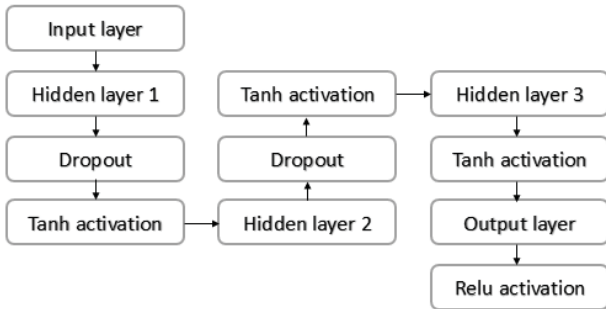 Input layer
Hidden layer 1
Dropout
Tanh activation
Hidden layer 2
Dropout
Tanh activation
Hidden layer 3
Tanh activation
Output layer
Relu activation